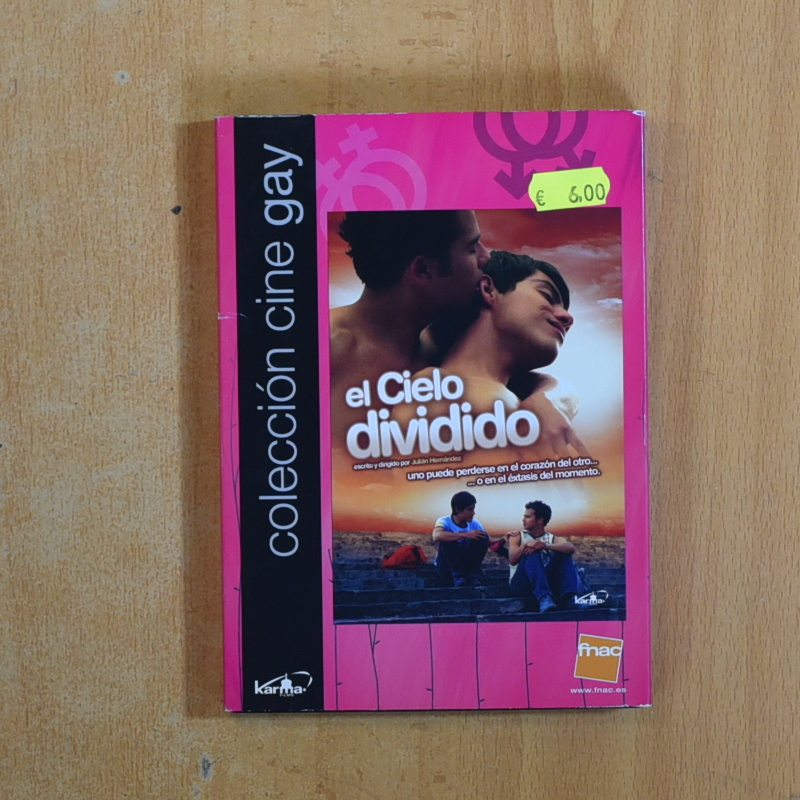 colección cine gay
€ 6.00
el Cielo
dividido
escrito y dirigido por Julián Hernández
uno puede perderse en el corazón del otro...
... o en el éxtasis del momento.
karma
fnac
karma
FILMS
www.fnac.es